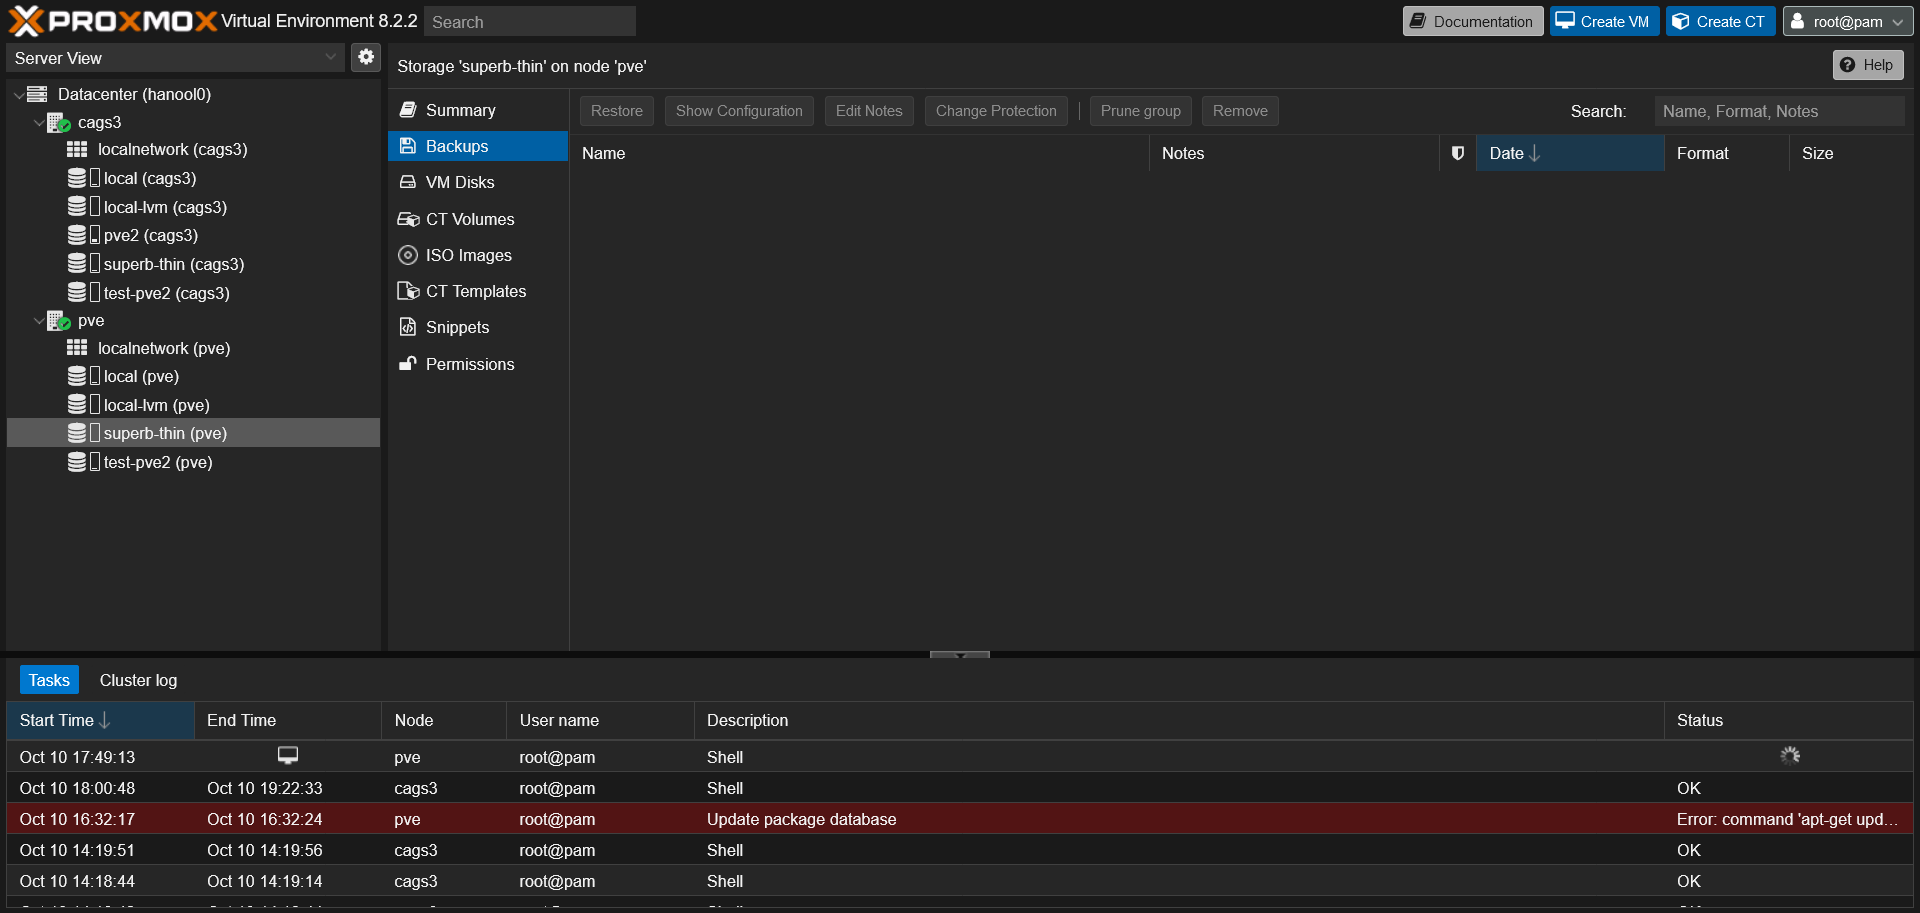 PROXMOX Virtual Environment 8.2.2 Search Documentation Create VM Create CT root@pam
Server View
Storage 'superb-thin' on node 'pve' Help
Datacenter (hanool0)
cags3
localnetwork (cags3)
local (cags3)
local-lvm (cags3)
pve2 (cags3)
superb-thin (cags3)
test-pve2 (cags3)
pve
localnetwork (pve)
local (pve)
local-lvm (pve)
superb-thin (pve)
test-pve2 (pve)
Summary
Backups
VM Disks
CT Volumes
ISO Images
CT Templates
Snippets
Permissions
Restore Show Configuration Edit Notes Change Protection Prune group Remove Search: Name, Format, Notes
Name Notes Date Format Size
Tasks Cluster log
Start Time End Time Node User name Description Status
Oct 10 17:49:13 pve root@pam Shell
Oct 10 18:00:48 Oct 10 19:22:33 cags3 root@pam Shell OK
Oct 10 16:32:17 Oct 10 16:32:24 pve root@pam Update package database Error: command 'apt-get upd...
Oct 10 14:19:51 Oct 10 14:19:56 cags3 root@pam Shell OK
Oct 10 14:18:44 Oct 10 14:19:14 cags3 root@pam Shell OK